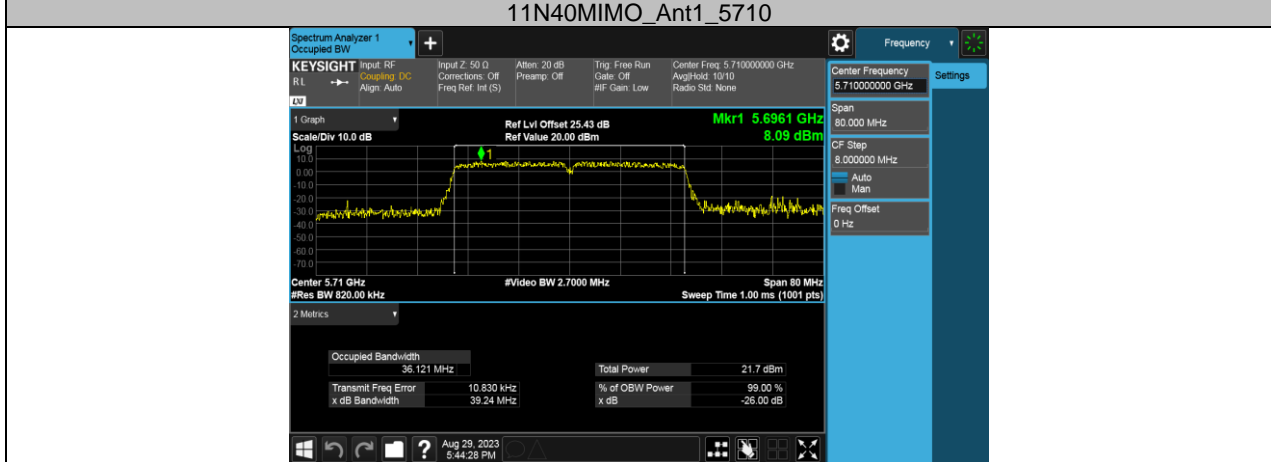 11N40MIMO_Ant1_5710
Spectrum Analyzer 1
Occupied BW
Frequency
KEYSIGHT
RL
LXI
Input: RF
Coupling: DC
Align: Auto
Input Z: 50 Ω
Corrections: Off
Freq Ref: Int (S)
Atten: 20 dB
Preamp: Off
Trig: Free Run
Gate: Off
#IF Gain: Low
Center Freq: 5.710000000 GHz
Avg|Hold: 10/10
Radio Std: None
Center Frequency
5.710000000 GHz
Settings
Span
80.000 MHz
CF Step
8.000000 MHz
Auto
Man
Freq Offset
0 Hz
1 Graph
Scale/Div 10.0 dB
Ref Lvl Offset 25.43 dB
Ref Value 20.00 dBm
Mkr1 5.6961 GHz
8.09 dBm
Log
10.0
0.00
-10.0
-20.0
-30.0
-40.0
-50.0
-60.0
-70.0
1
Center 5.71 GHz
#Res BW 820.00 kHz
#Video BW 2.7000 MHz
Span 80 MHz
Sweep Time 1.00 ms (1001 pts)
2 Metrics
Occupied Bandwidth
36.121 MHz
Total Power 21.7 dBm
Transmit Freq Error 10.830 kHz
% of OBW Power 99.00 %
x dB Bandwidth 39.24 MHz
x dB -26.00 dB
?
Aug 29, 2023
5:44:28 PM